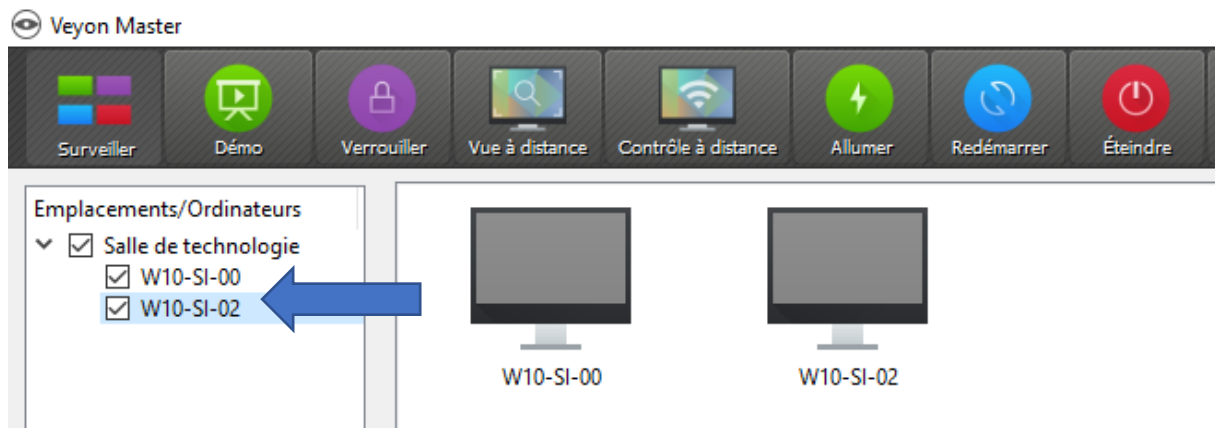 Veyon Master
Surveiller
Démo
Verrouiller
Vue à distance
Contrôle à distance
Allumer
Redémarrer
Éteindre
Emplacements/Ordinateurs
Salle de technologie
W10-SI-00
W10-SI-02
W10-SI-00
W10-SI-02